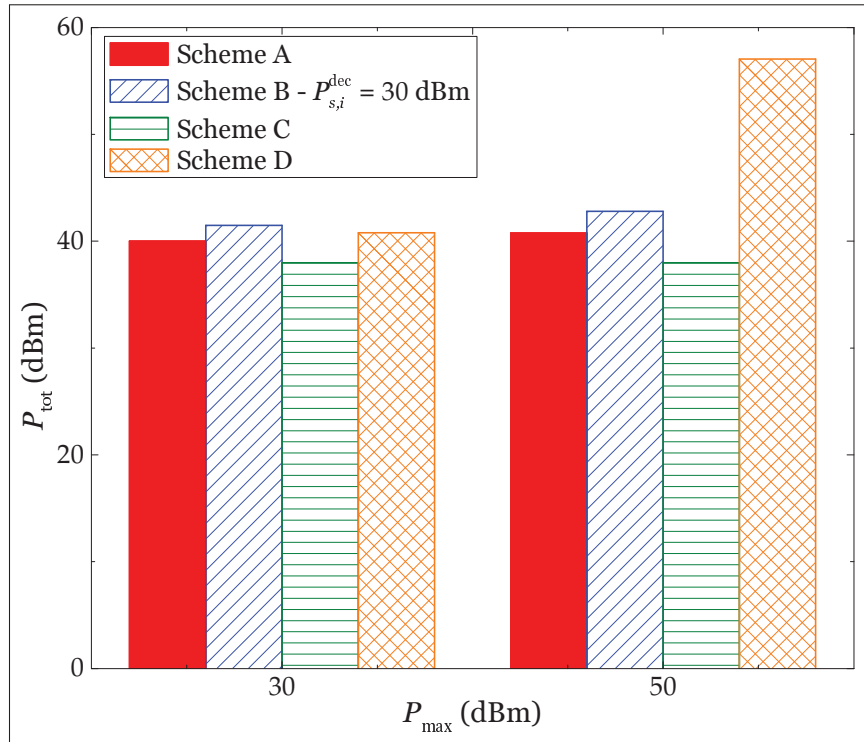 60
40
20
0
P_tot (dBm)
Scheme A
Scheme B - P_{s,i}^{dec} = 30 dBm
Scheme C
Scheme D
30 50
P_max (dBm)